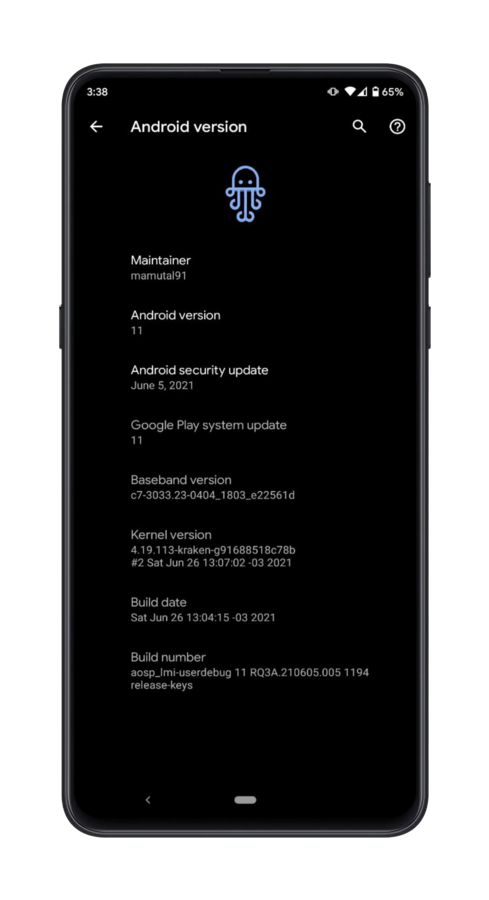 3:38
65%
Android version
Maintainer
mamutal91
Android version
11
Android security update
June 5, 2021
Google Play system update
11
Baseband version
c7-3033.23-0404_1803_e22561d
Kernel version
4.19.113-kraken-g91688518c78b
#2 Sat Jun 26 13:07:02 -03 2021
Build date
Sat Jun 26 13:04:15 -03 2021
Build number
aosp_lmi-userdebug 11 RQ3A.210605.005 1194
release-keys